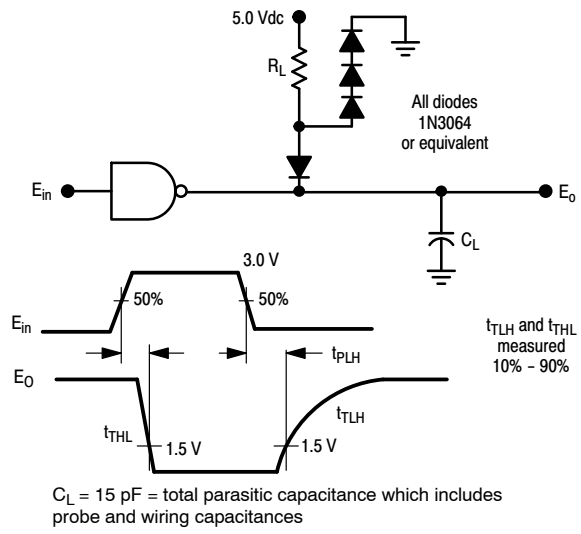 5.0 Vdc
R_L
All diodes
1N3064
or equivalent
E_in
E_o
C_L
3.0 V
50%
50%
E_in
t_PLH
t_TLH and t_THL
measured
10% – 90%
E_O
t_THL
1.5 V
1.5 V
t_TLH
C_L = 15 pF = total parasitic capacitance which includes
probe and wiring capacitances